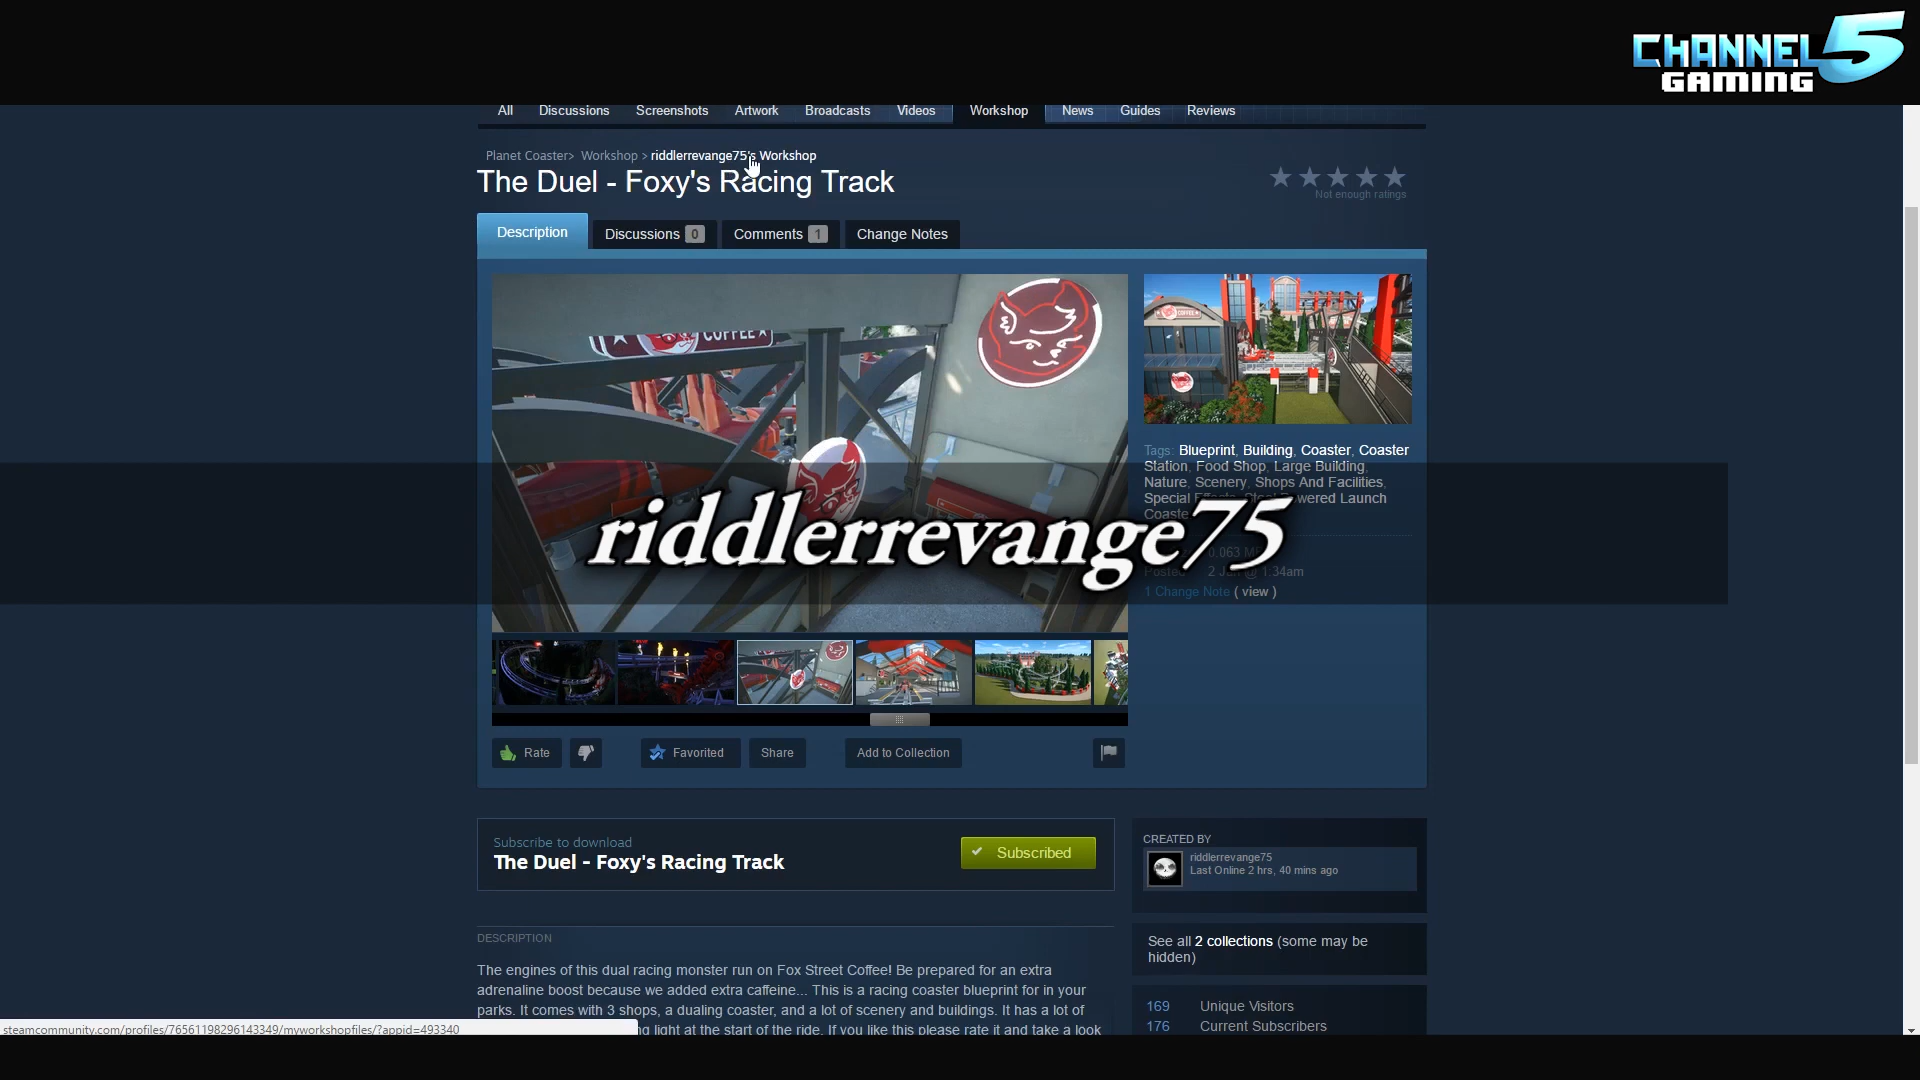 CHANNEL 5
GAMING
All Discussions Screenshots Artwork Broadcasts Videos Workshop News Guides Reviews
Planet Coaster> Workshop > riddlerrevange75's Workshop
The Duel - Foxy's Racing Track
Not enough ratings
Description
Discussions 0
Comments 1
Change Notes
COFFEE
COFFEE
Tags: Blueprint, Building, Coaster, Coaster
Station, Food Shop, Large Building,
Nature, Scenery, Shops And Facilities,
Special Launch
riddlerrevange75
0.063
Posted 2 @ 1:34am
1 Change Note ( view )
Rate
Favorited
Share
Add to Collection
Subscribe to download
The Duel - Foxy's Racing Track
Subscribed
CREATED BY
riddlerrevange75
Last Online 2 hrs, 40 mins ago
See all 2 collections (some may be
hidden)
169 Unique Visitors
176 Current Subscribers
DESCRIPTION
The engines of this dual racing monster run on Fox Street Coffee! Be prepared for an extra
adrenaline boost because we added extra caffeine... This is a racing coaster blueprint for in your
parks. It comes with 3 shops, a dualing coaster, and a lot of scenery and buildings. It has a lot of
light at the start of the ride. If you like this please rate it and take a look
steamcommunity.com/profiles/76561198296143349/myworkshopfiles/?appid=493340